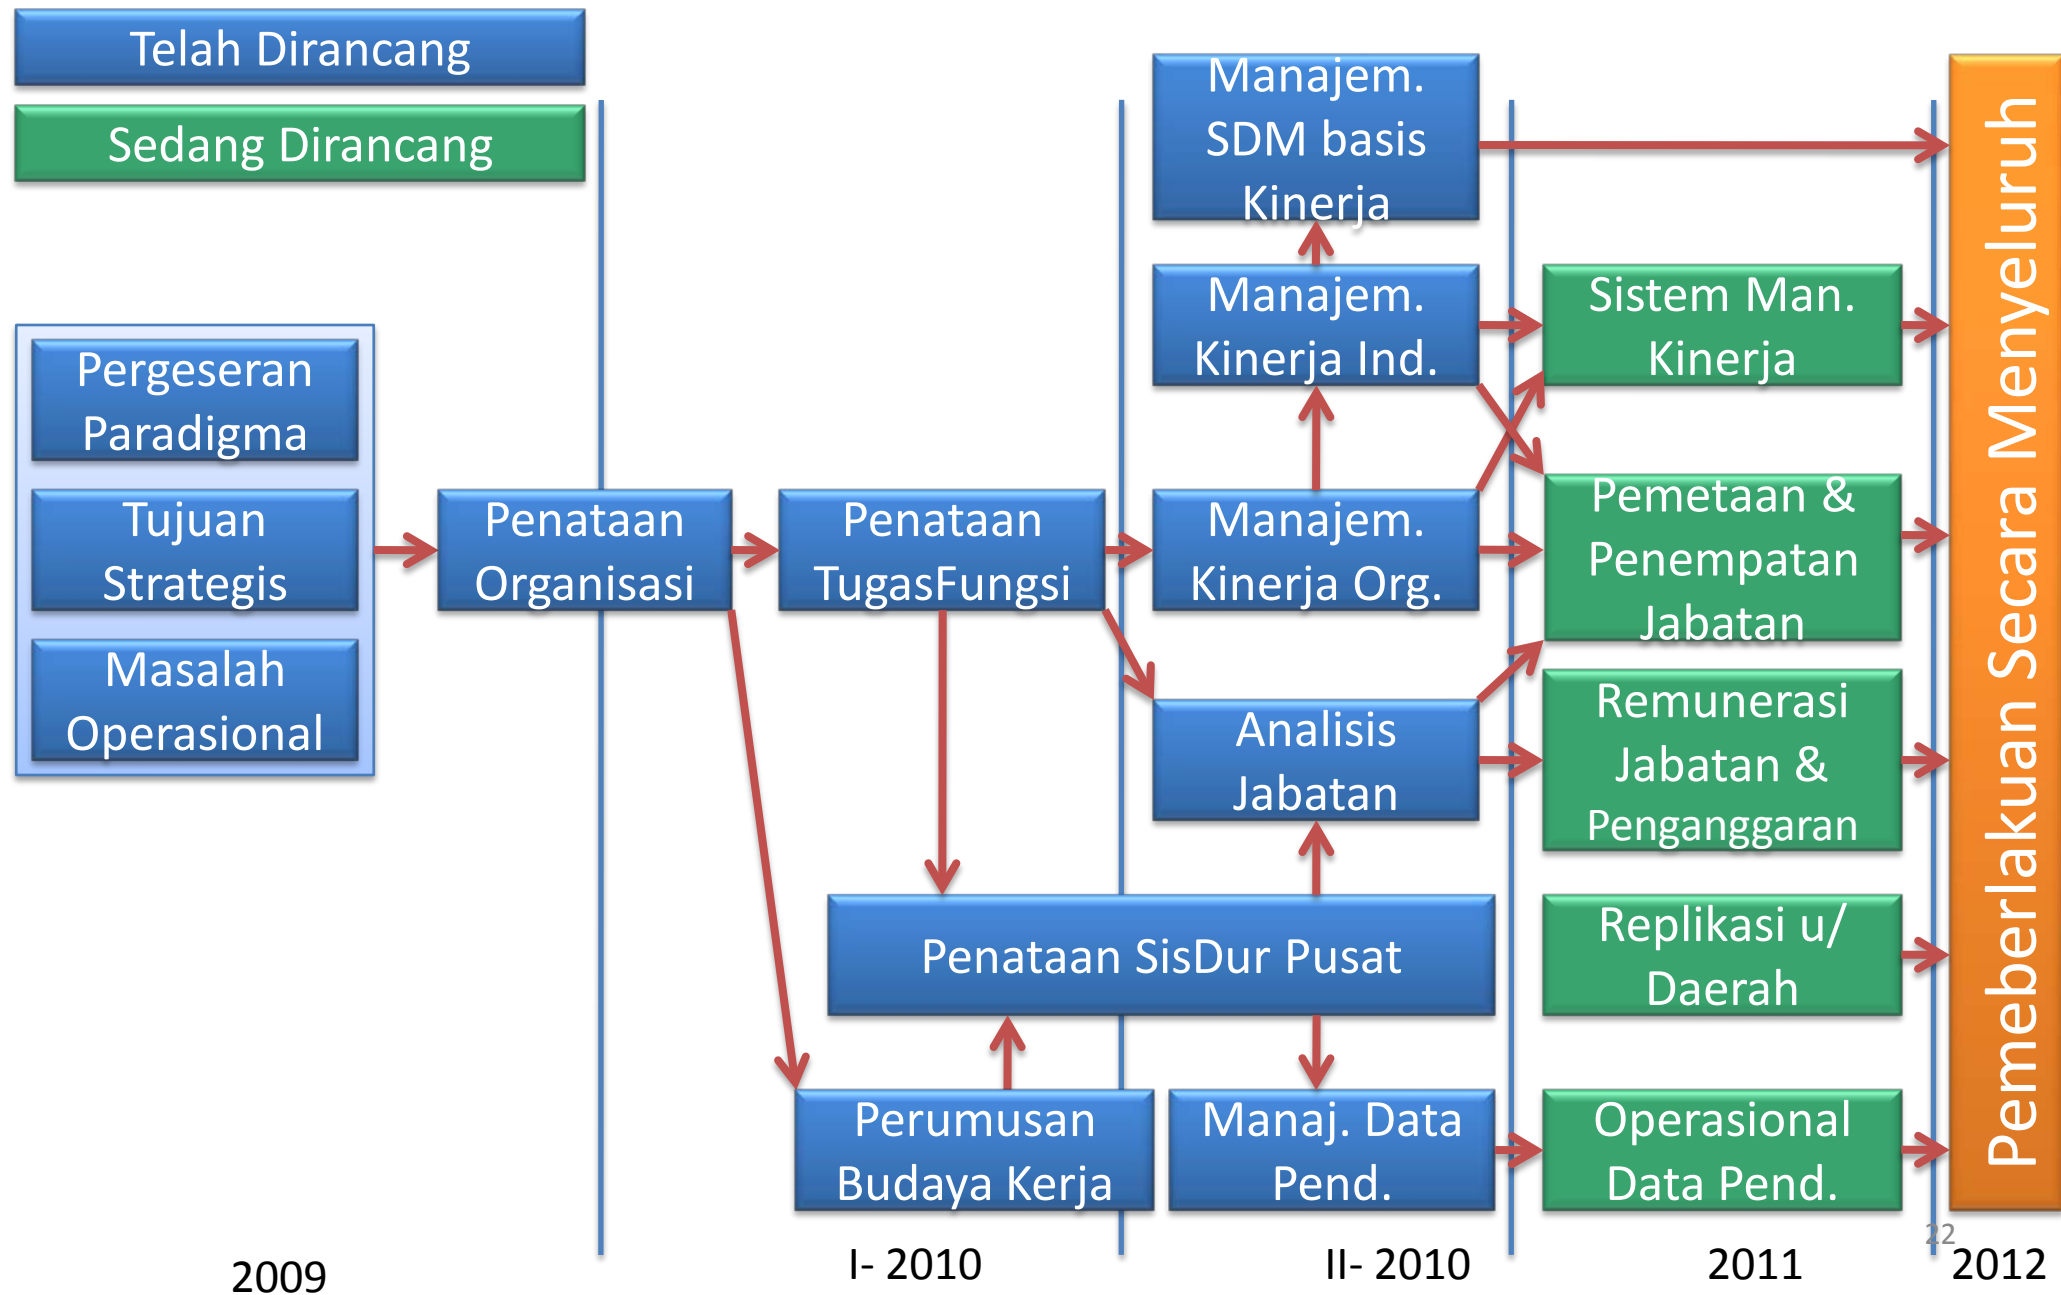 Telah Dirancang
Sedang Dirancang
Pergeseran
Paradigma
Tujuan
Strategis
Masalah
Operasional
Penataan
Organisasi
Penataan
TugasFungsi
Manajem.
SDM basis
Kinerja
Manajem.
Kinerja Ind.
Manajem.
Kinerja Org.
Analisis
Jabatan
Penataan SisDur Pusat
Perumusan
Budaya Kerja
Manaj. Data
Pend.
Sistem Man.
Kinerja
Pemetaan &
Penempatan
Jabatan
Remunerasi
Jabatan &
Penganggaran
Replikasi u/
Daerah
Operasional
Data Pend.
Pemeberlakuan Secara Menyeluruh
22
2009
I- 2010
II- 2010
2011
2012